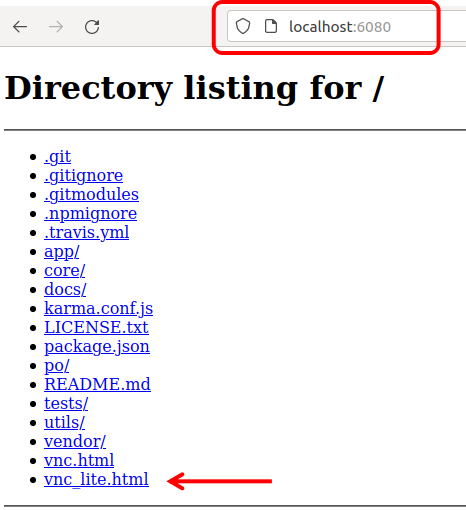 localhost:6080
Directory listing for /
.git
.gitignore
.gitmodules
.npmignore
.travis.yml
app/
core/
docs/
karma.conf.js
LICENSE.txt
package.json
po/
README.md
tests/
utils/
vendor/
vnc.html
vnc_lite.html